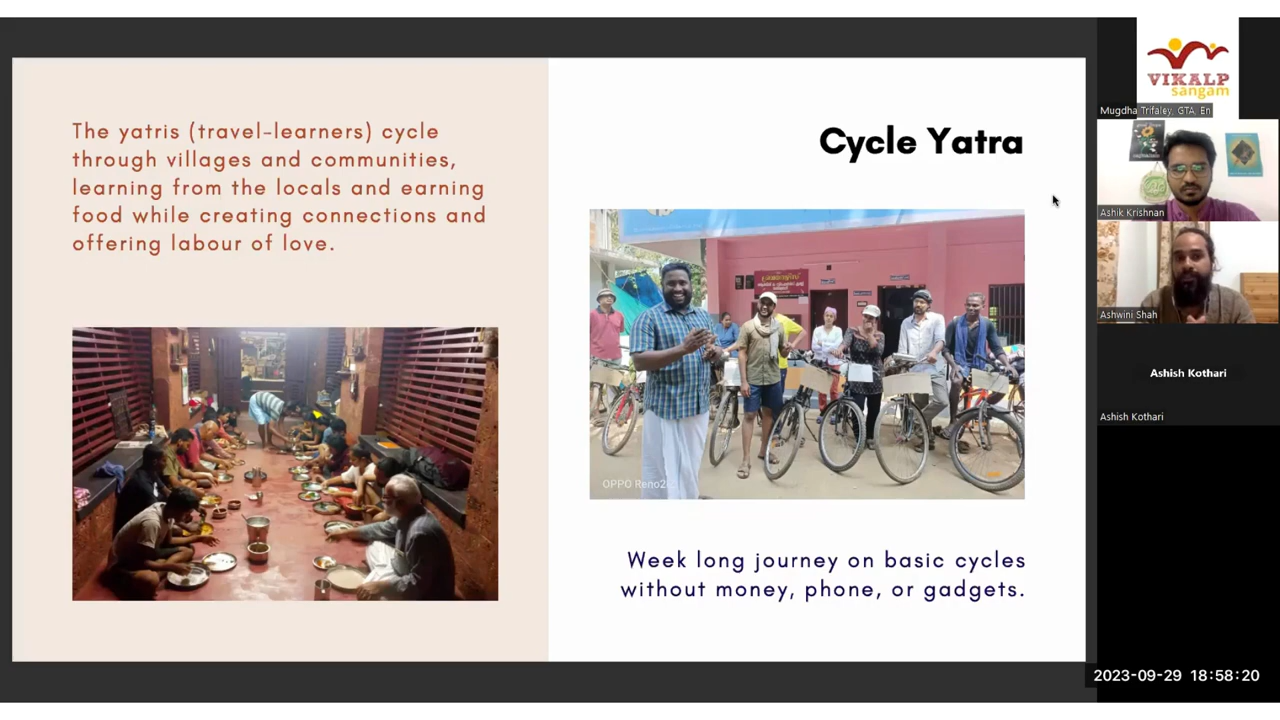 The yatris (travel-learners) cycle
through villages and communities,
learning from the locals and earning
food while creating connections and
offering labour of love.
Cycle Yatra
OPPO Reno2
Week long journey on basic cycles
without money, phone, or gadgets.
VIKALP
sangam
Mugdha Trifaley, GTA, En
Ashik Krishnan
Ashwini Shah
Ashish Kothari
Ashish Kothari
2023-09-29 18:58:20